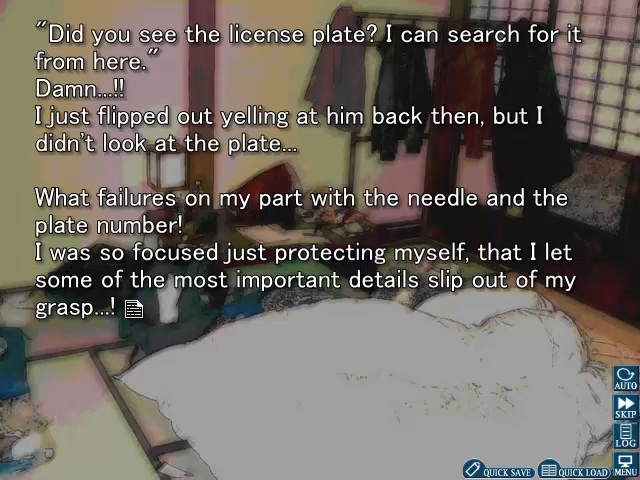 "Did you see the license plate? I can search for it
from here."
Damn...!!
I just flipped out yelling at him back then, but I
didn't look at the plate...
What failures on my part with the needle and the
plate number!
I was so focused just protecting myself, that I let
some of the most important details slip out of my
grasp...!
AUTO
SKIP
LOG
MENU
QUICK SAVE
QUICK LOAD